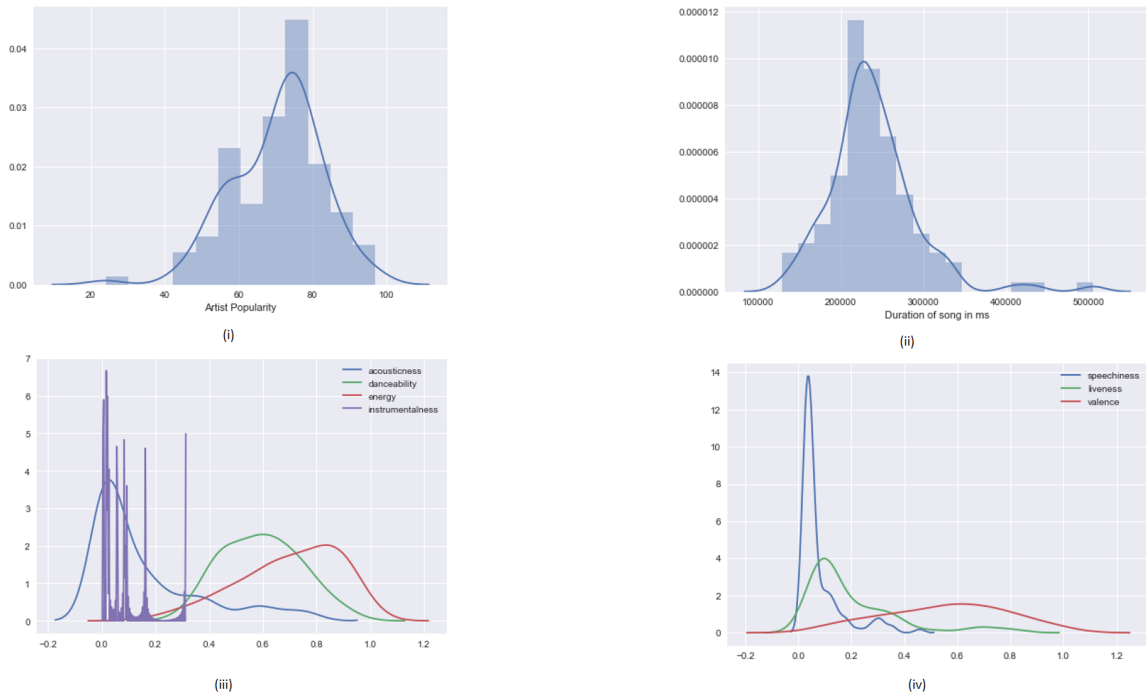 0.04
0.03
0.02
0.01
0.00
20 40 60 80 100
Artist Popularity
(i)
0.000012
0.000010
0.000008
0.000006
0.000004
0.000002
0.000000
100000 200000 300000 400000 500000
Duration of song in ms
(ii)
7
6
5
4
3
2
1
0
acousticness
danceability
energy
instrumentalness
−0.2 0.0 0.2 0.4 0.6 0.8 1.0 1.2
(iii)
14
12
10
8
6
4
2
0
speechiness
liveness
valence
−0.2 0.0 0.2 0.4 0.6 0.8 1.0 1.2
(iv)